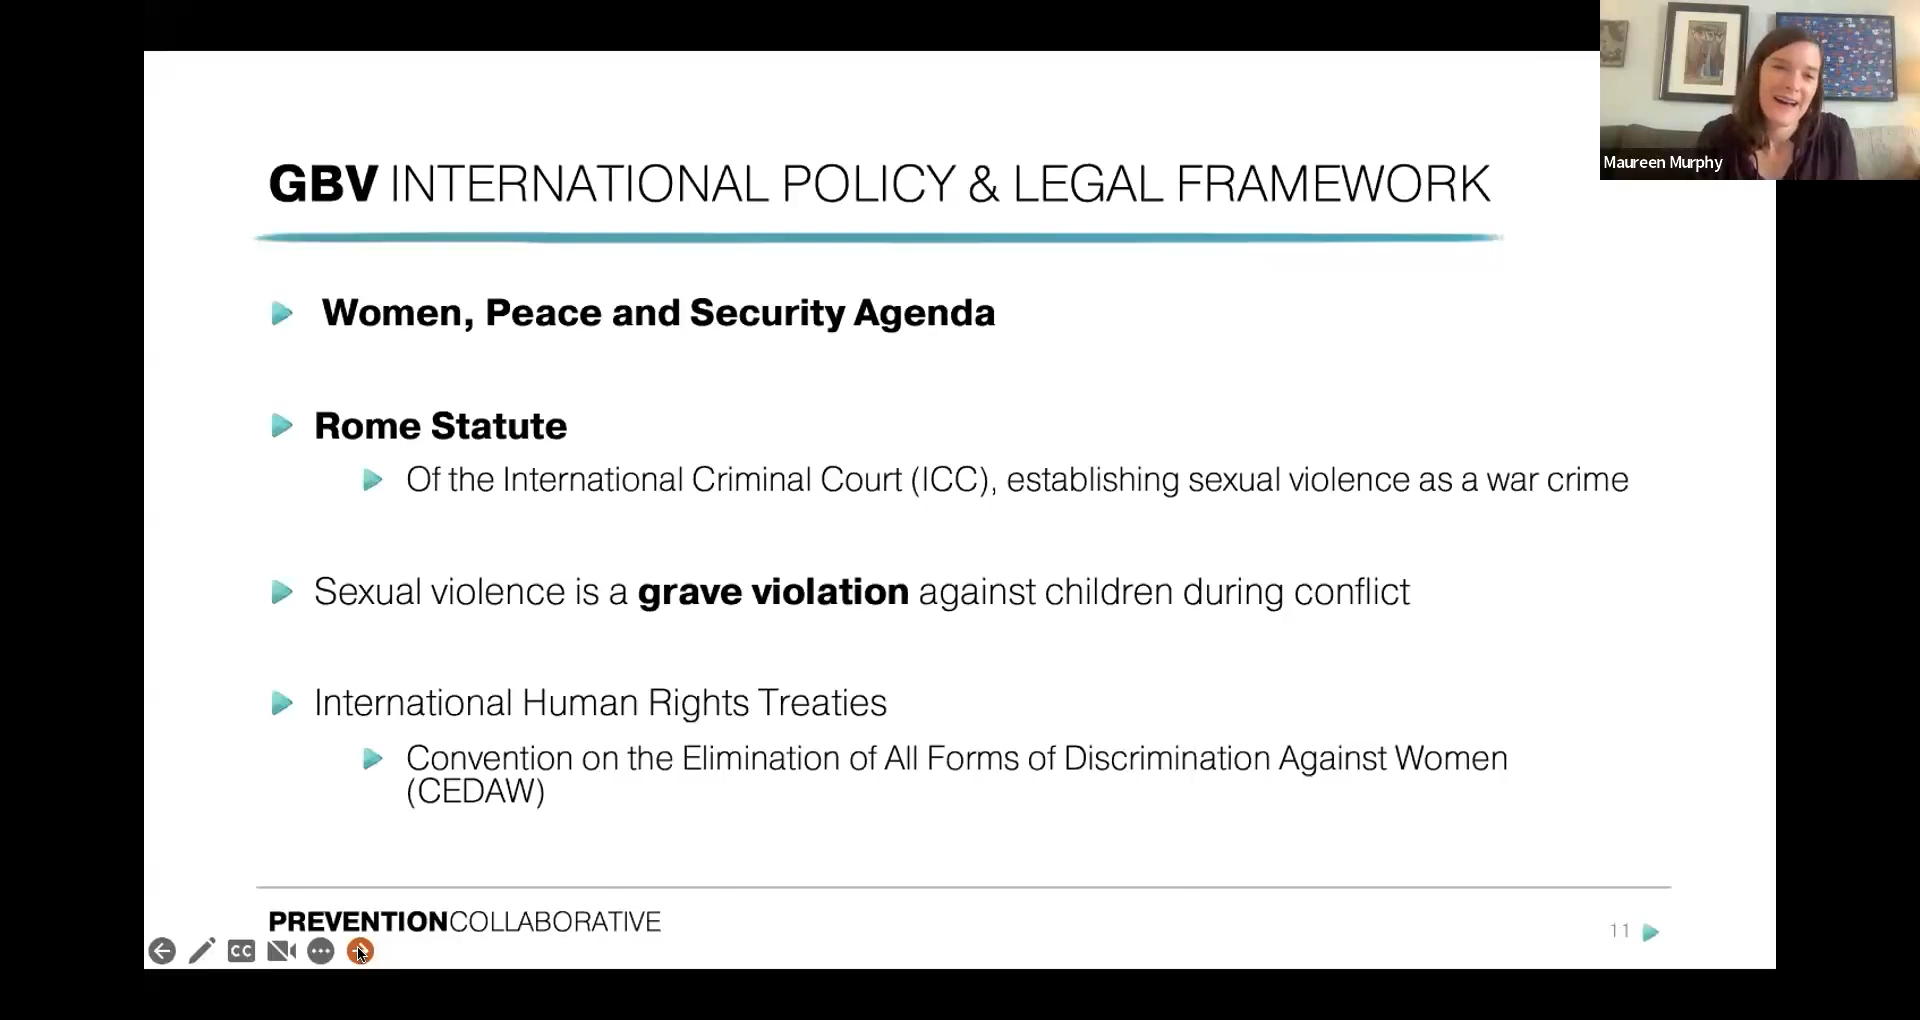 GBV INTERNATIONAL POLICY & LEGAL FRAMEWORK
Maureen Murphy
Women, Peace and Security Agenda
Rome Statute
Of the International Criminal Court (ICC), establishing sexual violence as a war crime
Sexual violence is a grave violation against children during conflict
International Human Rights Treaties
Convention on the Elimination of All Forms of Discrimination Against Women
(CEDAW)
PREVENTIONCOLLABORATIVE
11
CC